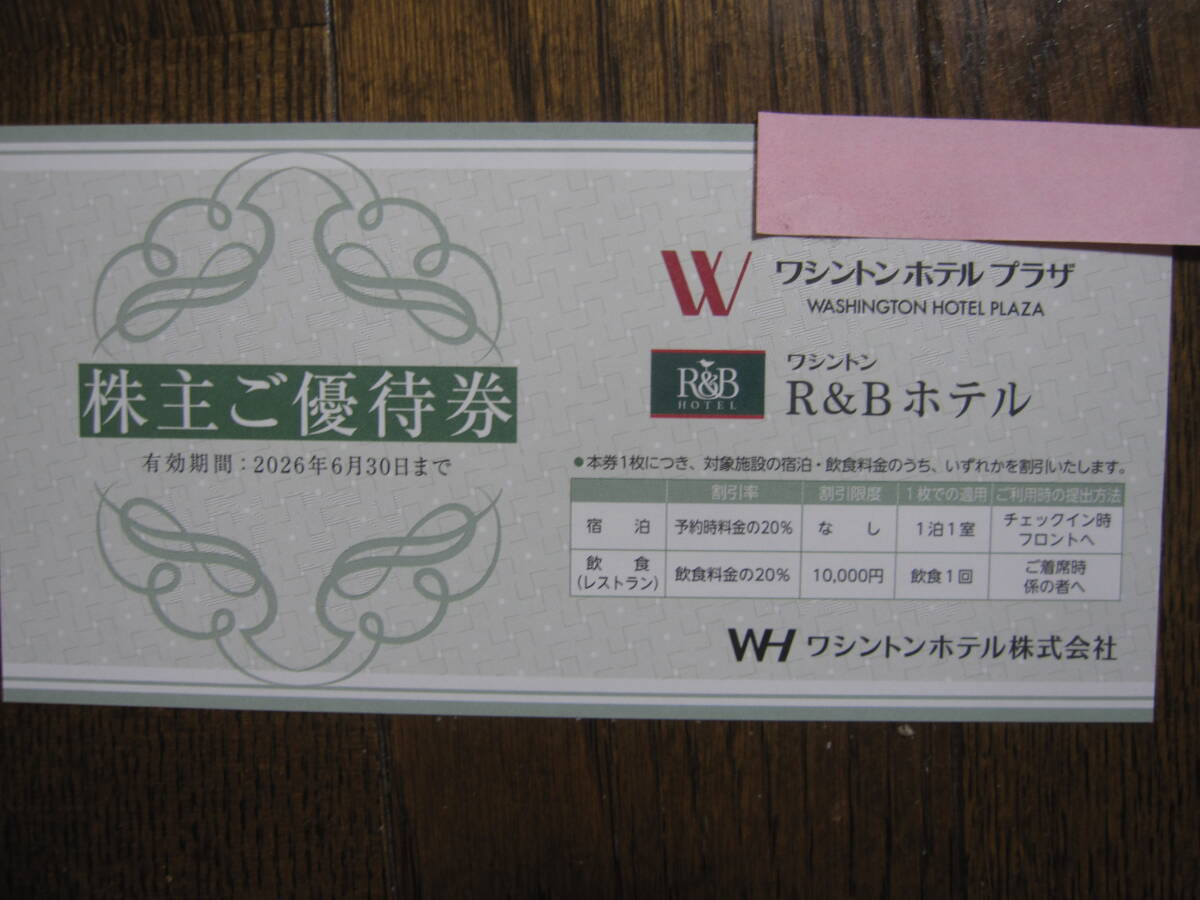 株主ご優待券
有効期間：2026年6月30日まで
W ワシントンホテル プラザ
WASHINGTON HOTEL PLAZA
R&B
HOTEL
ワシントン
R&Bホテル
●本券1枚につき、対象施設の宿泊・飲食料金のうち、いずれかを割引いたします。
割引率 割引限度 1枚での適用 ご利用時の提出方法
宿 泊 予約時料金の20% な し 1泊1室 チェックイン時
フロントへ
飲 食
(レストラン) 飲食料金の20% 10,000円 飲食1回 ご着席時
係の者へ
WH ワシントンホテル株式会社